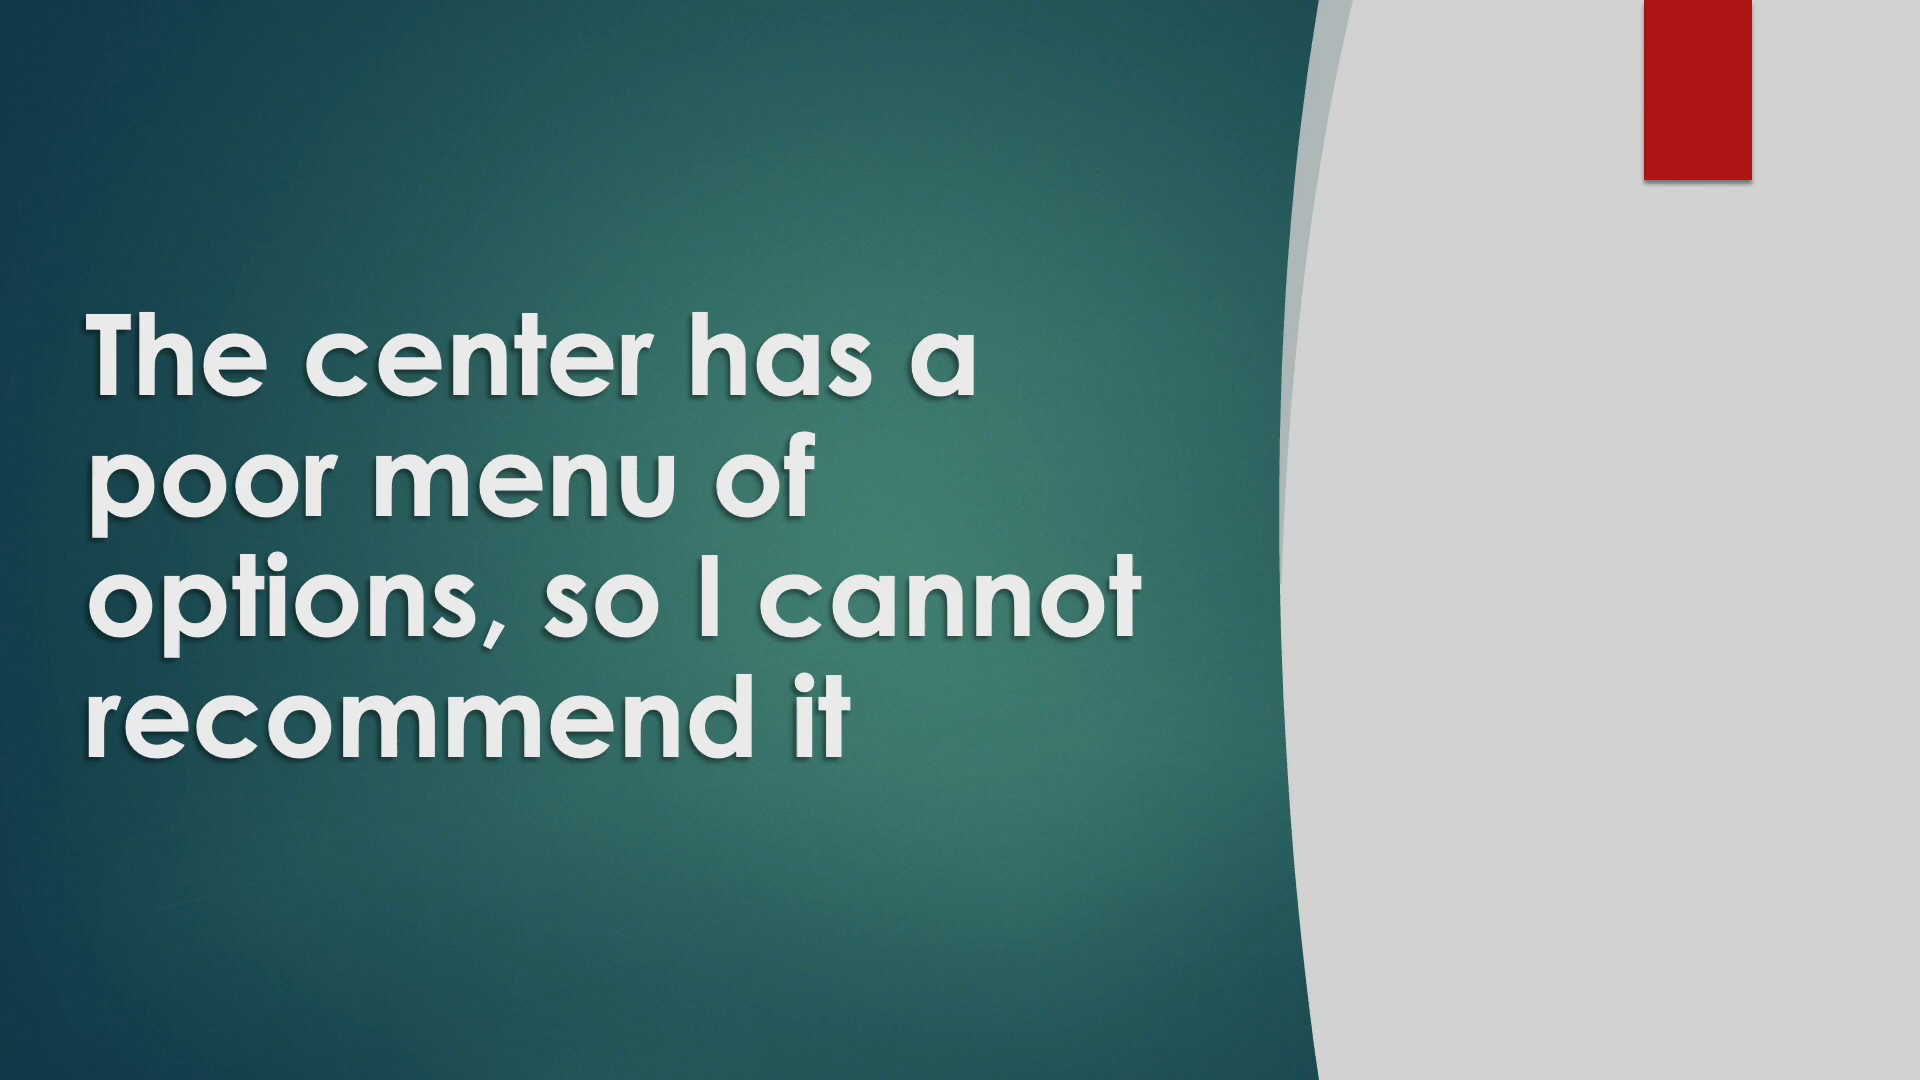 The center has a
poor menu of
options, so I cannot
recommend it